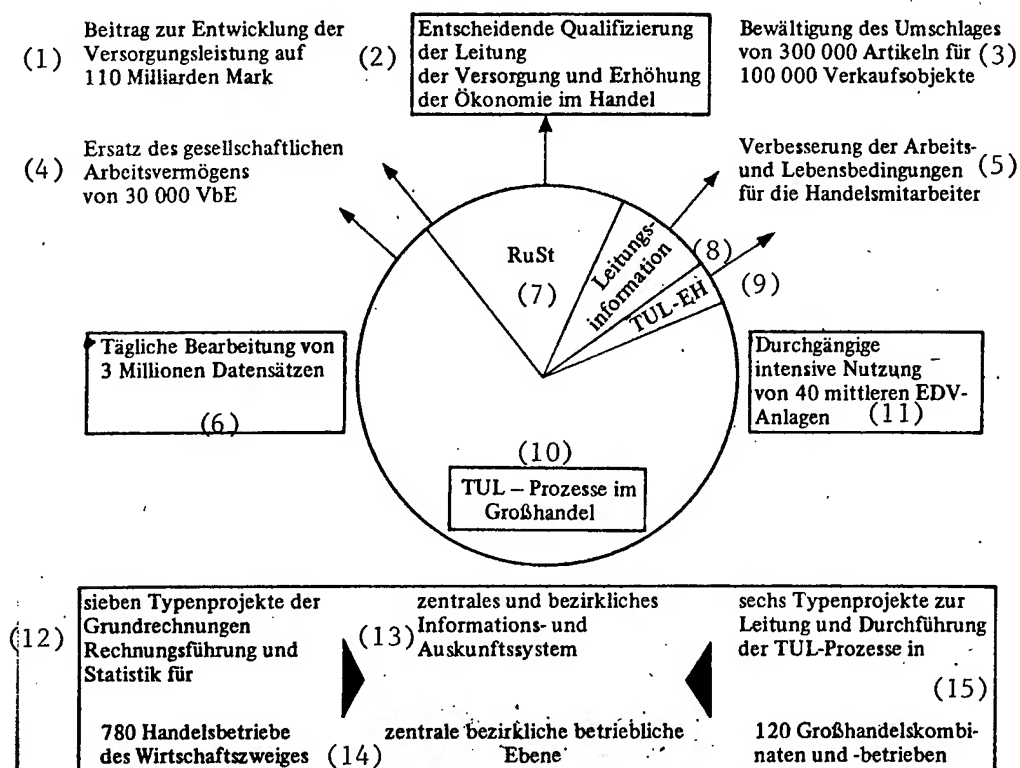 (1)
Beitrag zur Entwicklung der
Versorgungsleistung auf
110 Milliarden Mark
(2)
Entscheidende Qualifizierung
der Leitung
der Versorgung und Erhöhung
der Ökonomie im Handel
Bewältigung des Umschlages
von 300 000 Artikeln für (3)
100 000 Verkaufsobjekte
(4)
Ersatz des gesellschaftlichen
Arbeitsvermögens
von 30 000 VbE
Verbesserung der Arbeits-
und Lebensbedingungen (5)
für die Handelsmitarbeiter
RuSt
(7)
Leitungs-
information
(8)
TUL-EH
(9)
Tägliche Bearbeitung von
3 Millionen Datensätzen
(6)
Durchgängige
intensive Nutzung
von 40 mittleren EDV-
Anlagen (11)
(10)
TUL – Prozesse im
Großhandel
(12)
sieben Typenprojekte der
Grundrechnungen
Rechnungsführung und
Statistik für
780 Handelsbetriebe
des Wirtschaftszweiges
(13)
zentrales und bezirkliches
Informations- und
Auskunftssystem
(14)
zentrale bezirkliche betriebliche
Ebene
sechs Typenprojekte zur
Leitung und Durchführung
der TUL-Prozesse in
(15)
120 Großhandelskombi-
naten und -betrieben